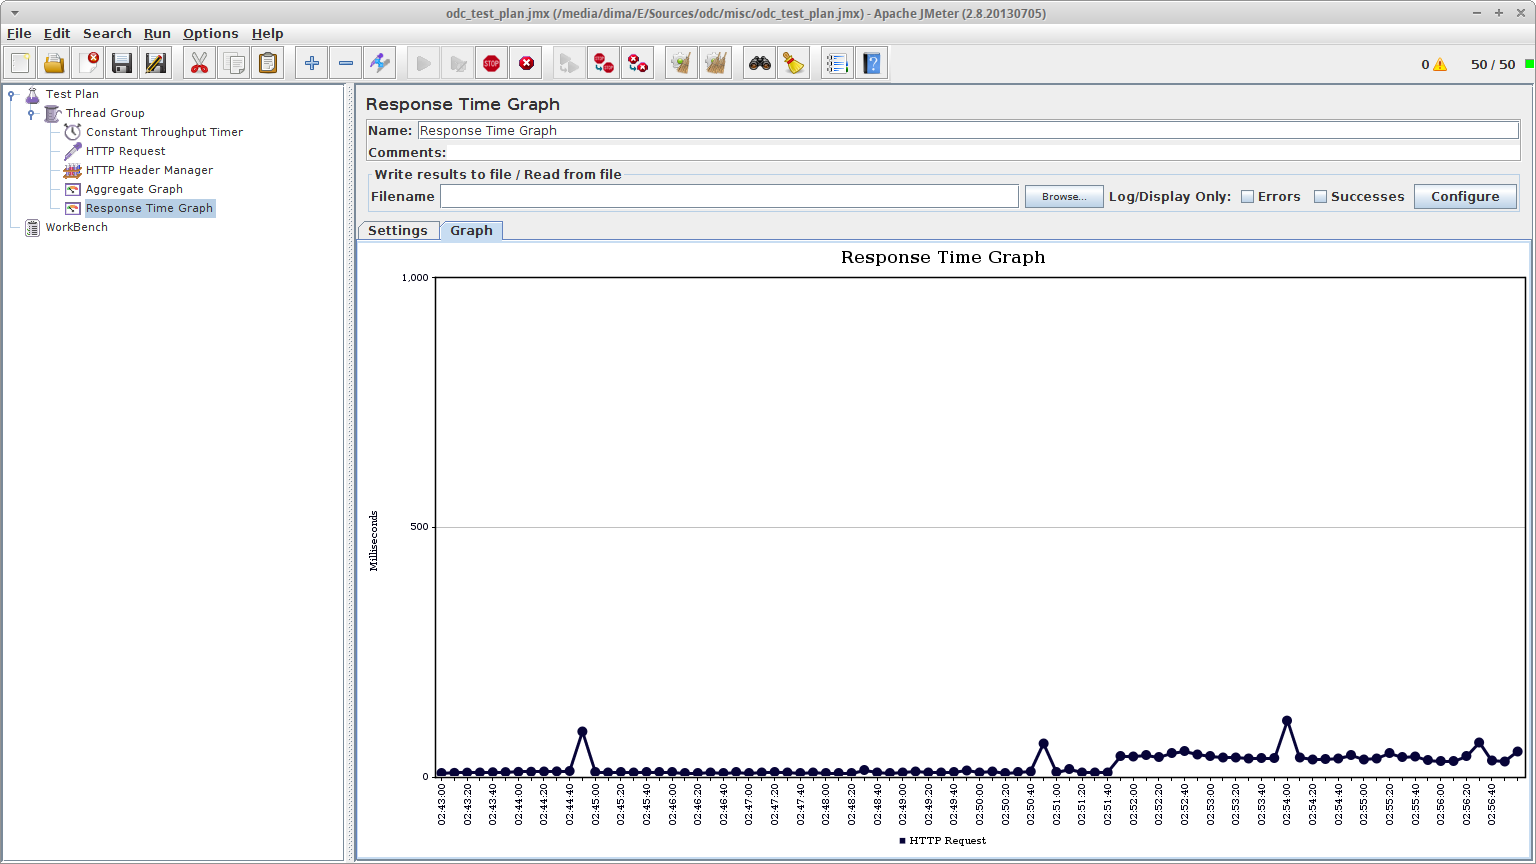 odc_test_plan.jmx (/media/dima/E/Sources/odc/misc/odc_test_plan.jmx) - Apache JMeter (2.8.20130705)
File Edit Search Run Options Help
STOP STOP STOP 0 50 / 50
Test Plan
Thread Group
Constant Throughput Timer
HTTP Request
HTTP Header Manager
Aggregate Graph
Response Time Graph
WorkBench
Response Time Graph
Name: Response Time Graph
Comments:
Write results to file / Read from file
Filename Browse... Log/Display Only: Errors Successes Configure
Settings Graph
Response Time Graph
1,000
500
0
Milliseconds
02:43:00 02:43:20 02:43:40 02:44:00 02:44:20 02:44:40 02:45:00 02:45:20 02:45:40 02:46:00 02:46:20 02:46:40 02:47:00 02:47:20 02:47:40 02:48:00 02:48:20 02:48:40 02:49:00 02:49:20 02:49:40 02:50:00 02:50:20 02:50:40 02:51:00 02:51:20 02:51:40 02:52:00 02:52:20 02:52:40 02:53:00 02:53:20 02:53:40 02:54:00 02:54:20 02:54:40 02:55:00 02:55:20 02:55:40 02:56:00 02:56:20 02:56:40
HTTP Request